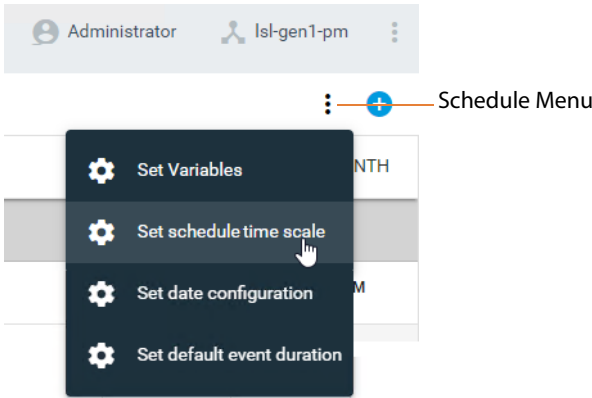 Administrator lsl-gen1-pm
Schedule Menu
Set Variables
NTH
Set schedule time scale
Set date configuration
M
Set default event duration